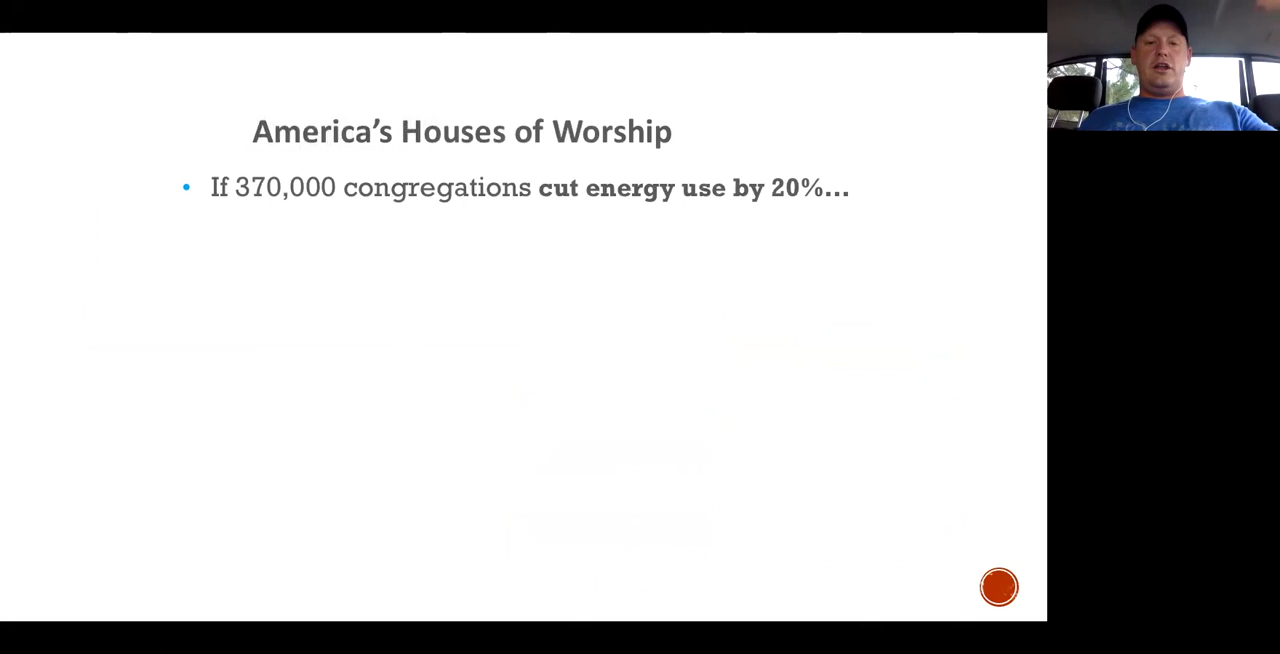 America’s Houses of Worship
• If 370,000 congregations cut energy use by 20%…